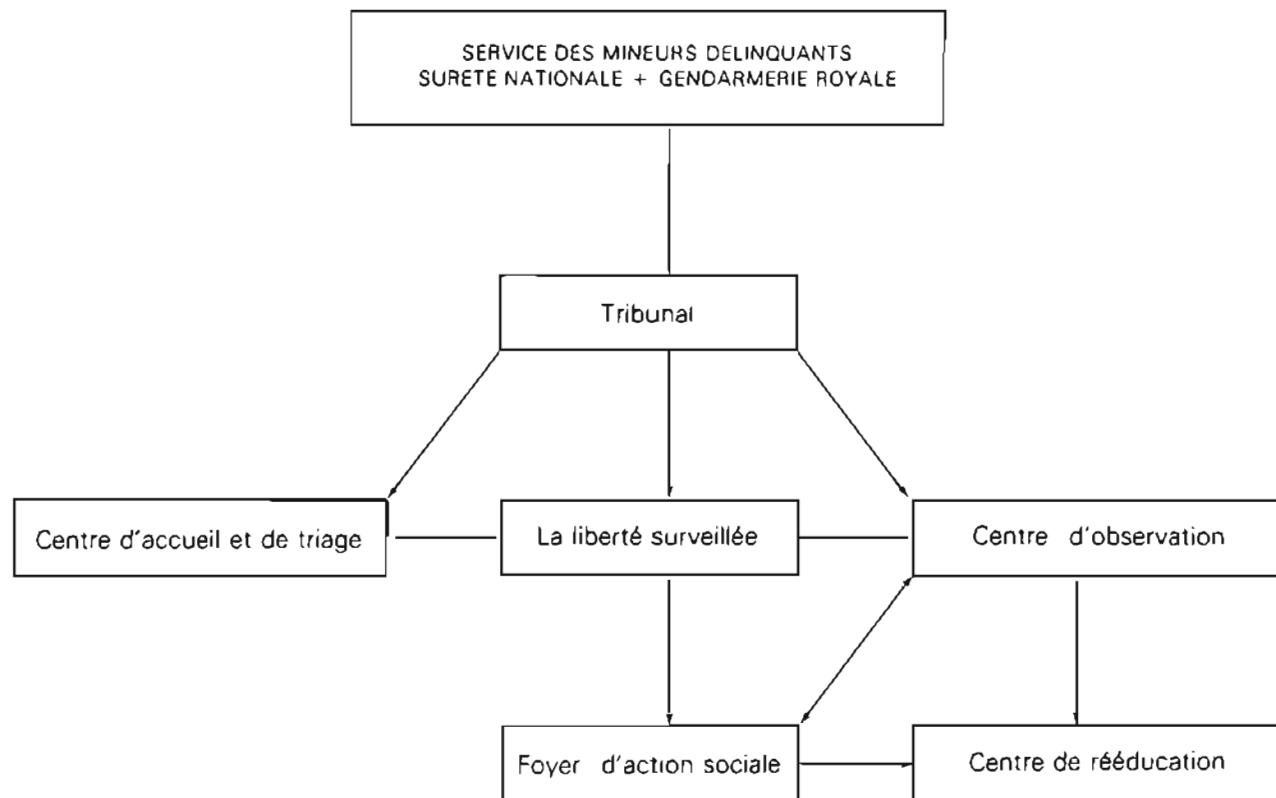 SERVICE DES MINEURS DELINQUANTS
SURETE NATIONALE + GENDARMERIE ROYALE
Tribunal
Centre d'accueil et de triage
La liberté surveillée
Centre d'observation
Foyer d'action sociale
Centre de rééducation